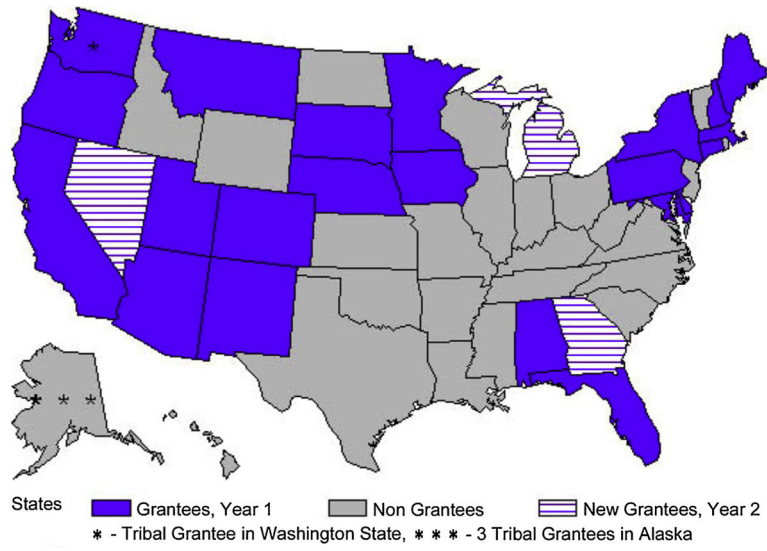 *
* * *
States Grantees, Year 1 Non Grantees New Grantees, Year 2
* - Tribal Grantee in Washington State, * * * - 3 Tribal Grantees in Alaska